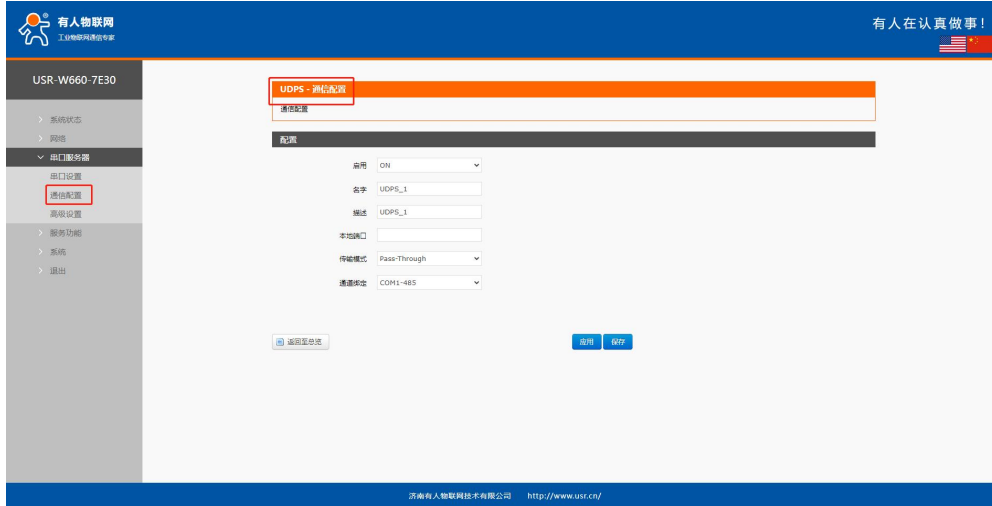 有人物联网
工业物联网通信专家
有人在认真做事!
USR-W660-7E30
系统状态
网络
串口服务器
串口设置
通信配置
高级设置
服务功能
系统
退出
UDPS - 通信配置
通信配置
配置
启用 ON
名字 UDPS_1
描述 UDPS_1
本地端口
传输模式 Pass-Through
通道绑定 COM1-485
返回至总览 应用 保存
济南有人物联网技术有限公司 http://www.usr.cn/